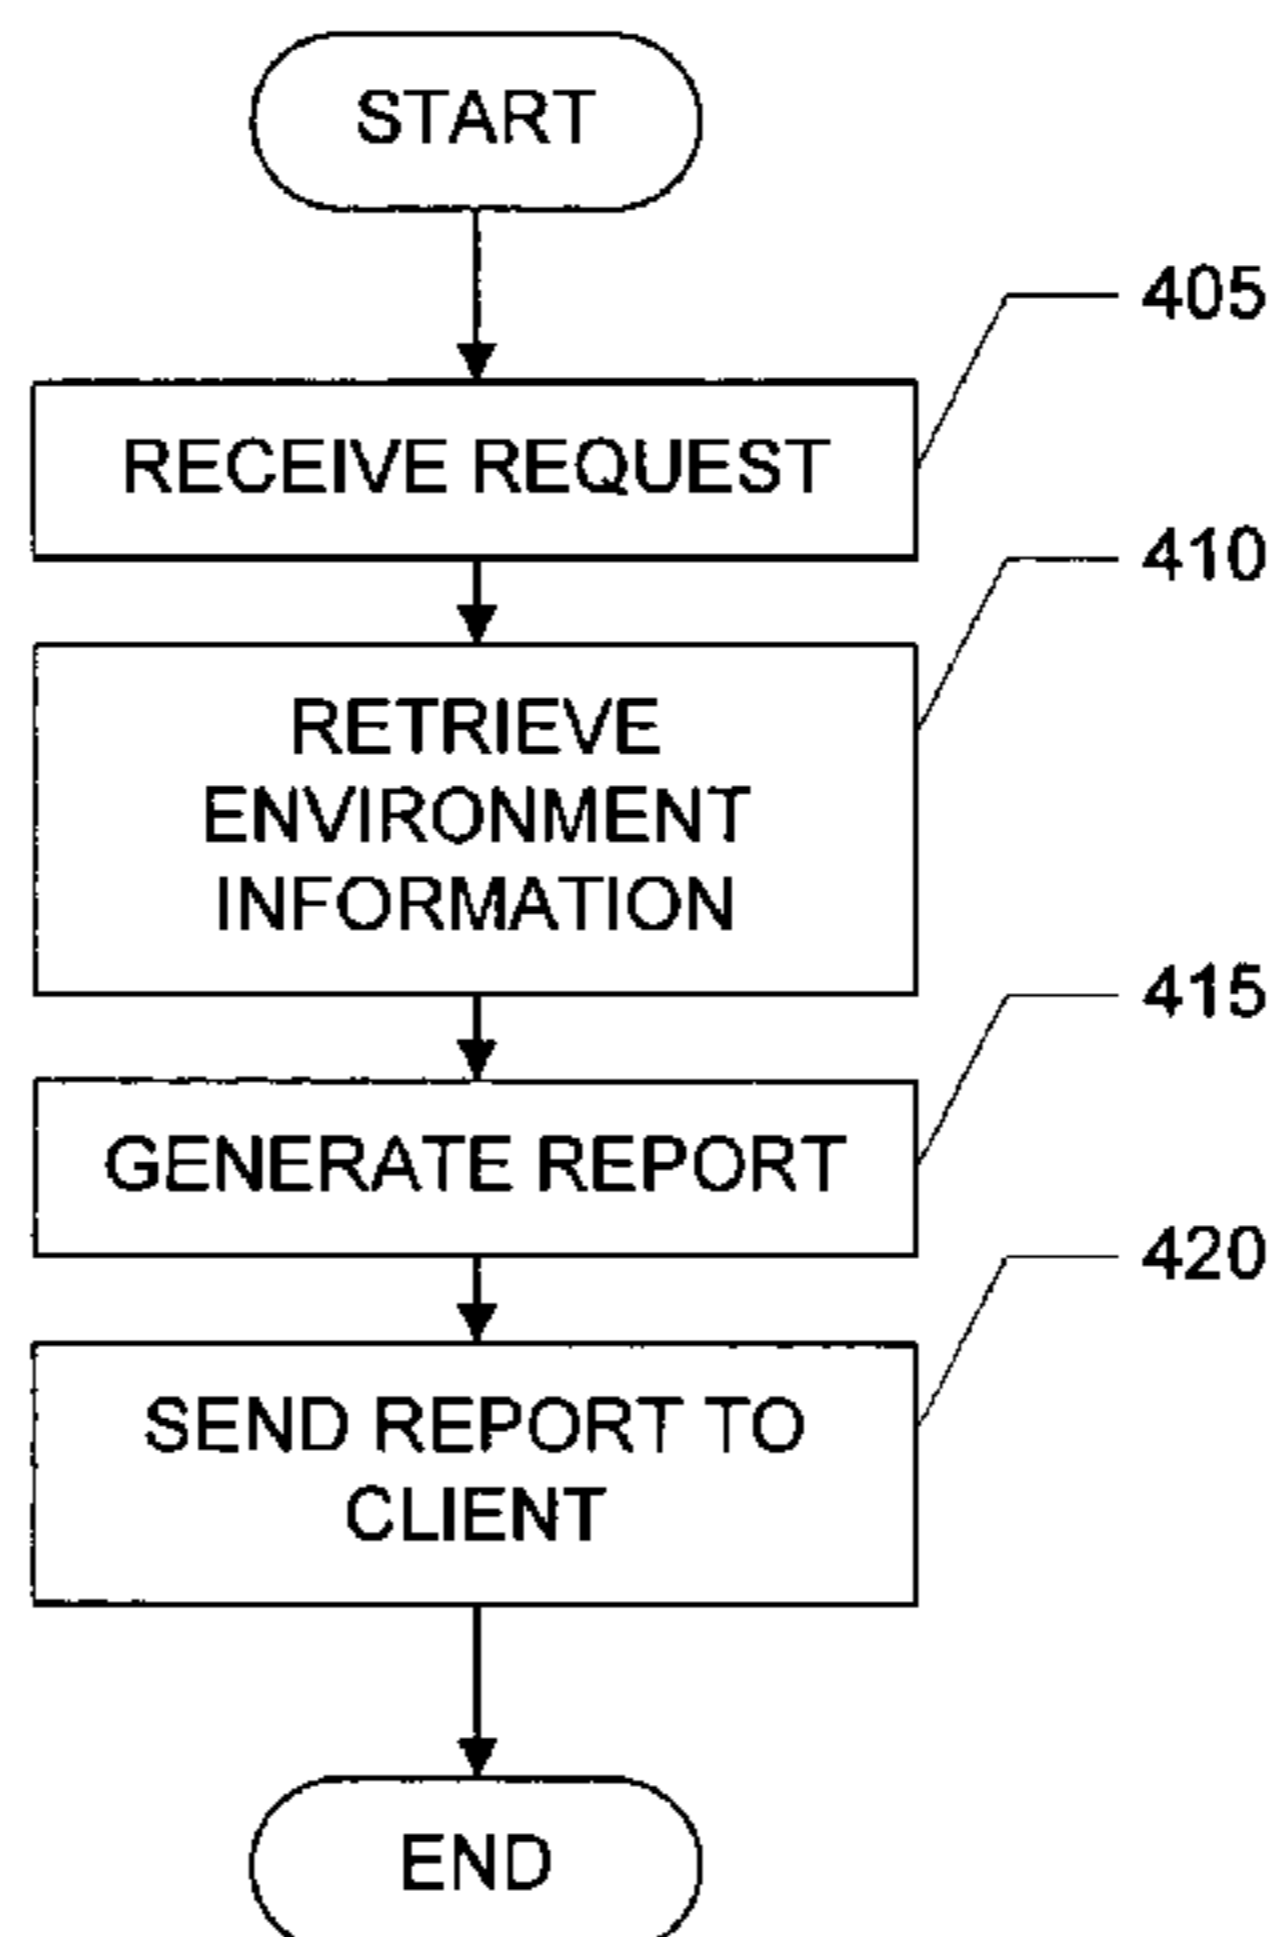 START
405
RECEIVE REQUEST
410
RETRIEVE
ENVIRONMENT
INFORMATION
415
GENERATE REPORT
420
SEND REPORT TO
CLIENT
END